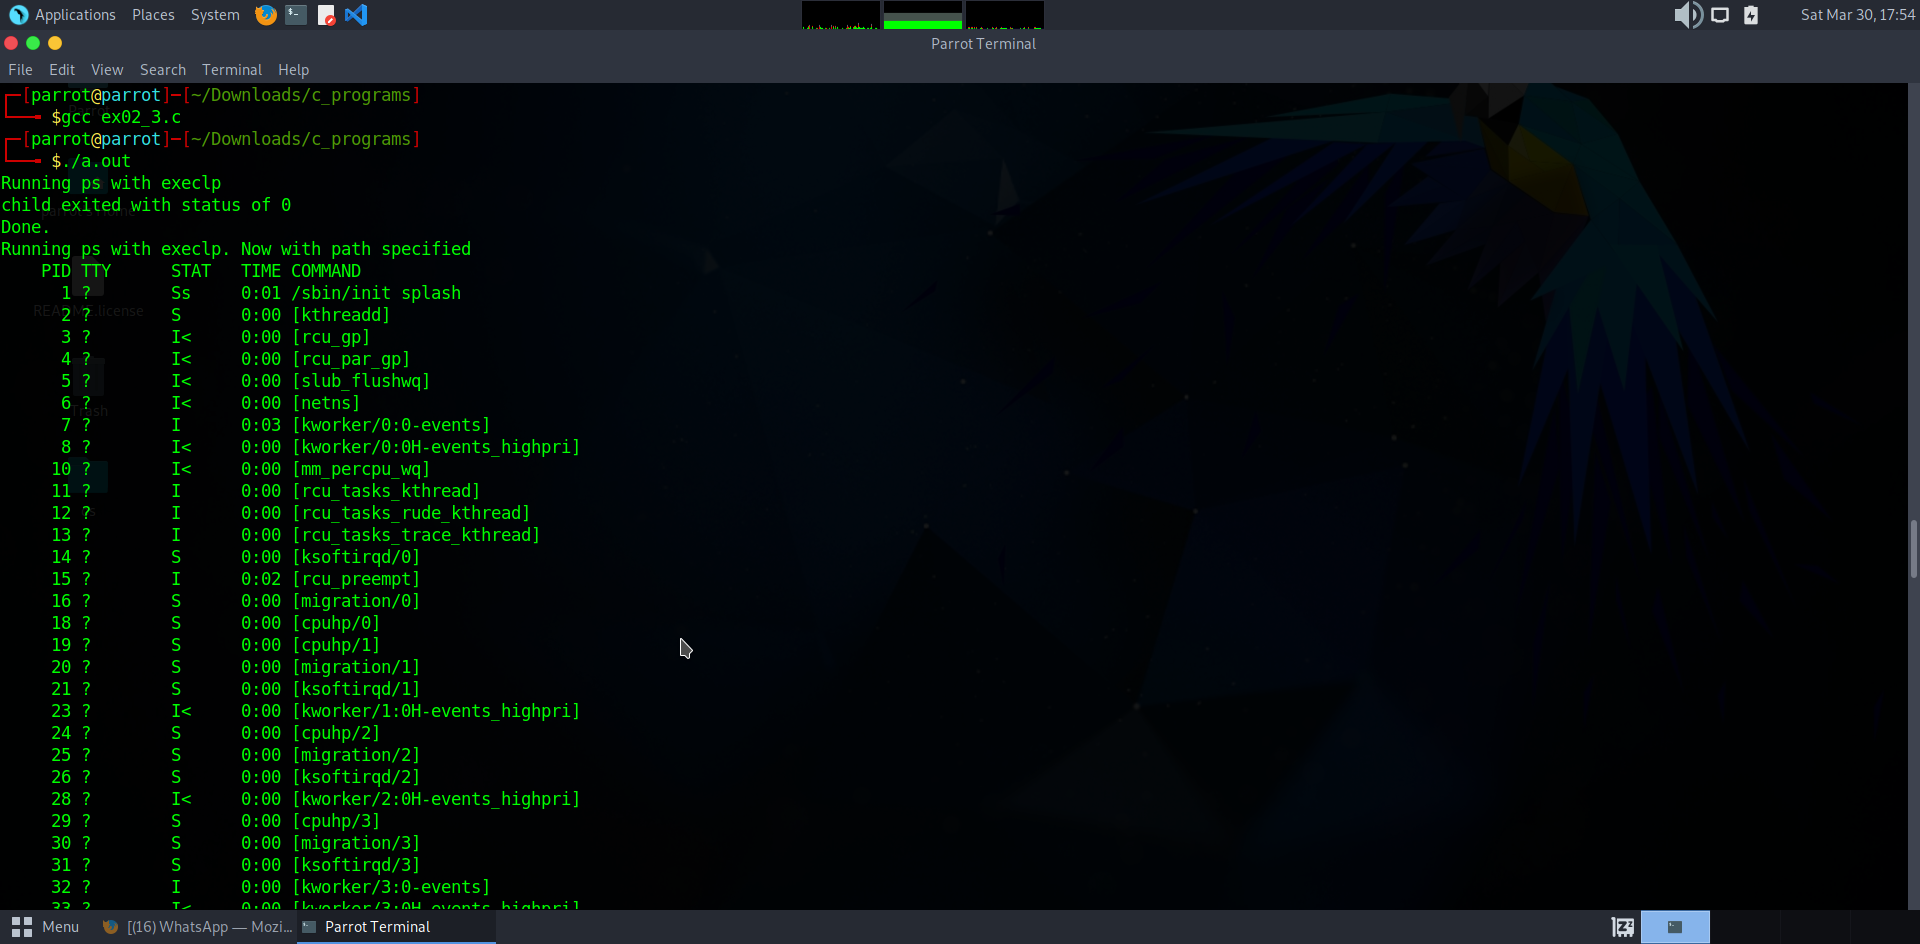 Applications Places System Sat Mar 30, 17:54
Parrot Terminal
File Edit View Search Terminal Help
[parrot@parrot]─[~/Downloads/c_programs]
$gcc ex02_3.c
[parrot@parrot]─[~/Downloads/c_programs]
$./a.out
Running ps with execlp
child exited with status of 0
Done.
Running ps with execlp. Now with path specified
PID TTY STAT TIME COMMAND
1 ? Ss 0:01 /sbin/init splash
2 ? S 0:00 [kthreadd]
3 ? I< 0:00 [rcu_gp]
4 ? I< 0:00 [rcu_par_gp]
5 ? I< 0:00 [slub_flushwq]
6 ? I< 0:00 [netns]
7 ? I 0:03 [kworker/0:0-events]
8 ? I< 0:00 [kworker/0:0H-events_highpri]
10 ? I< 0:00 [mm_percpu_wq]
11 ? I 0:00 [rcu_tasks_kthread]
12 ? I 0:00 [rcu_tasks_rude_kthread]
13 ? I 0:00 [rcu_tasks_trace_kthread]
14 ? S 0:00 [ksoftirqd/0]
15 ? I 0:02 [rcu_preempt]
16 ? S 0:00 [migration/0]
18 ? S 0:00 [cpuhp/0]
19 ? S 0:00 [cpuhp/1]
20 ? S 0:00 [migration/1]
21 ? S 0:00 [ksoftirqd/1]
23 ? I< 0:00 [kworker/1:0H-events_highpri]
24 ? S 0:00 [cpuhp/2]
25 ? S 0:00 [migration/2]
26 ? S 0:00 [ksoftirqd/2]
28 ? I< 0:00 [kworker/2:0H-events_highpri]
29 ? S 0:00 [cpuhp/3]
30 ? S 0:00 [migration/3]
31 ? S 0:00 [ksoftirqd/3]
32 ? I 0:00 [kworker/3:0-events]
33 ? I< 0:00 [kworker/3:0H-events_highpri]
Trash
Menu [(16) WhatsApp — Mozi... Parrot Terminal